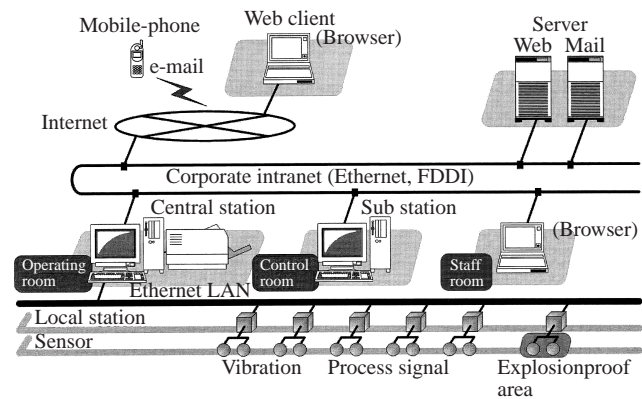 Mobile-phone
Web client
(Browser)
Server
Web Mail
e-mail
Internet
Corporate intranet (Ethernet, FDDI)
Central station
Sub station
(Browser)
Operating
room
Control
room
Staff
room
Ethernet LAN
Local station
Sensor
Vibration
Process signal
Explosionproof
area